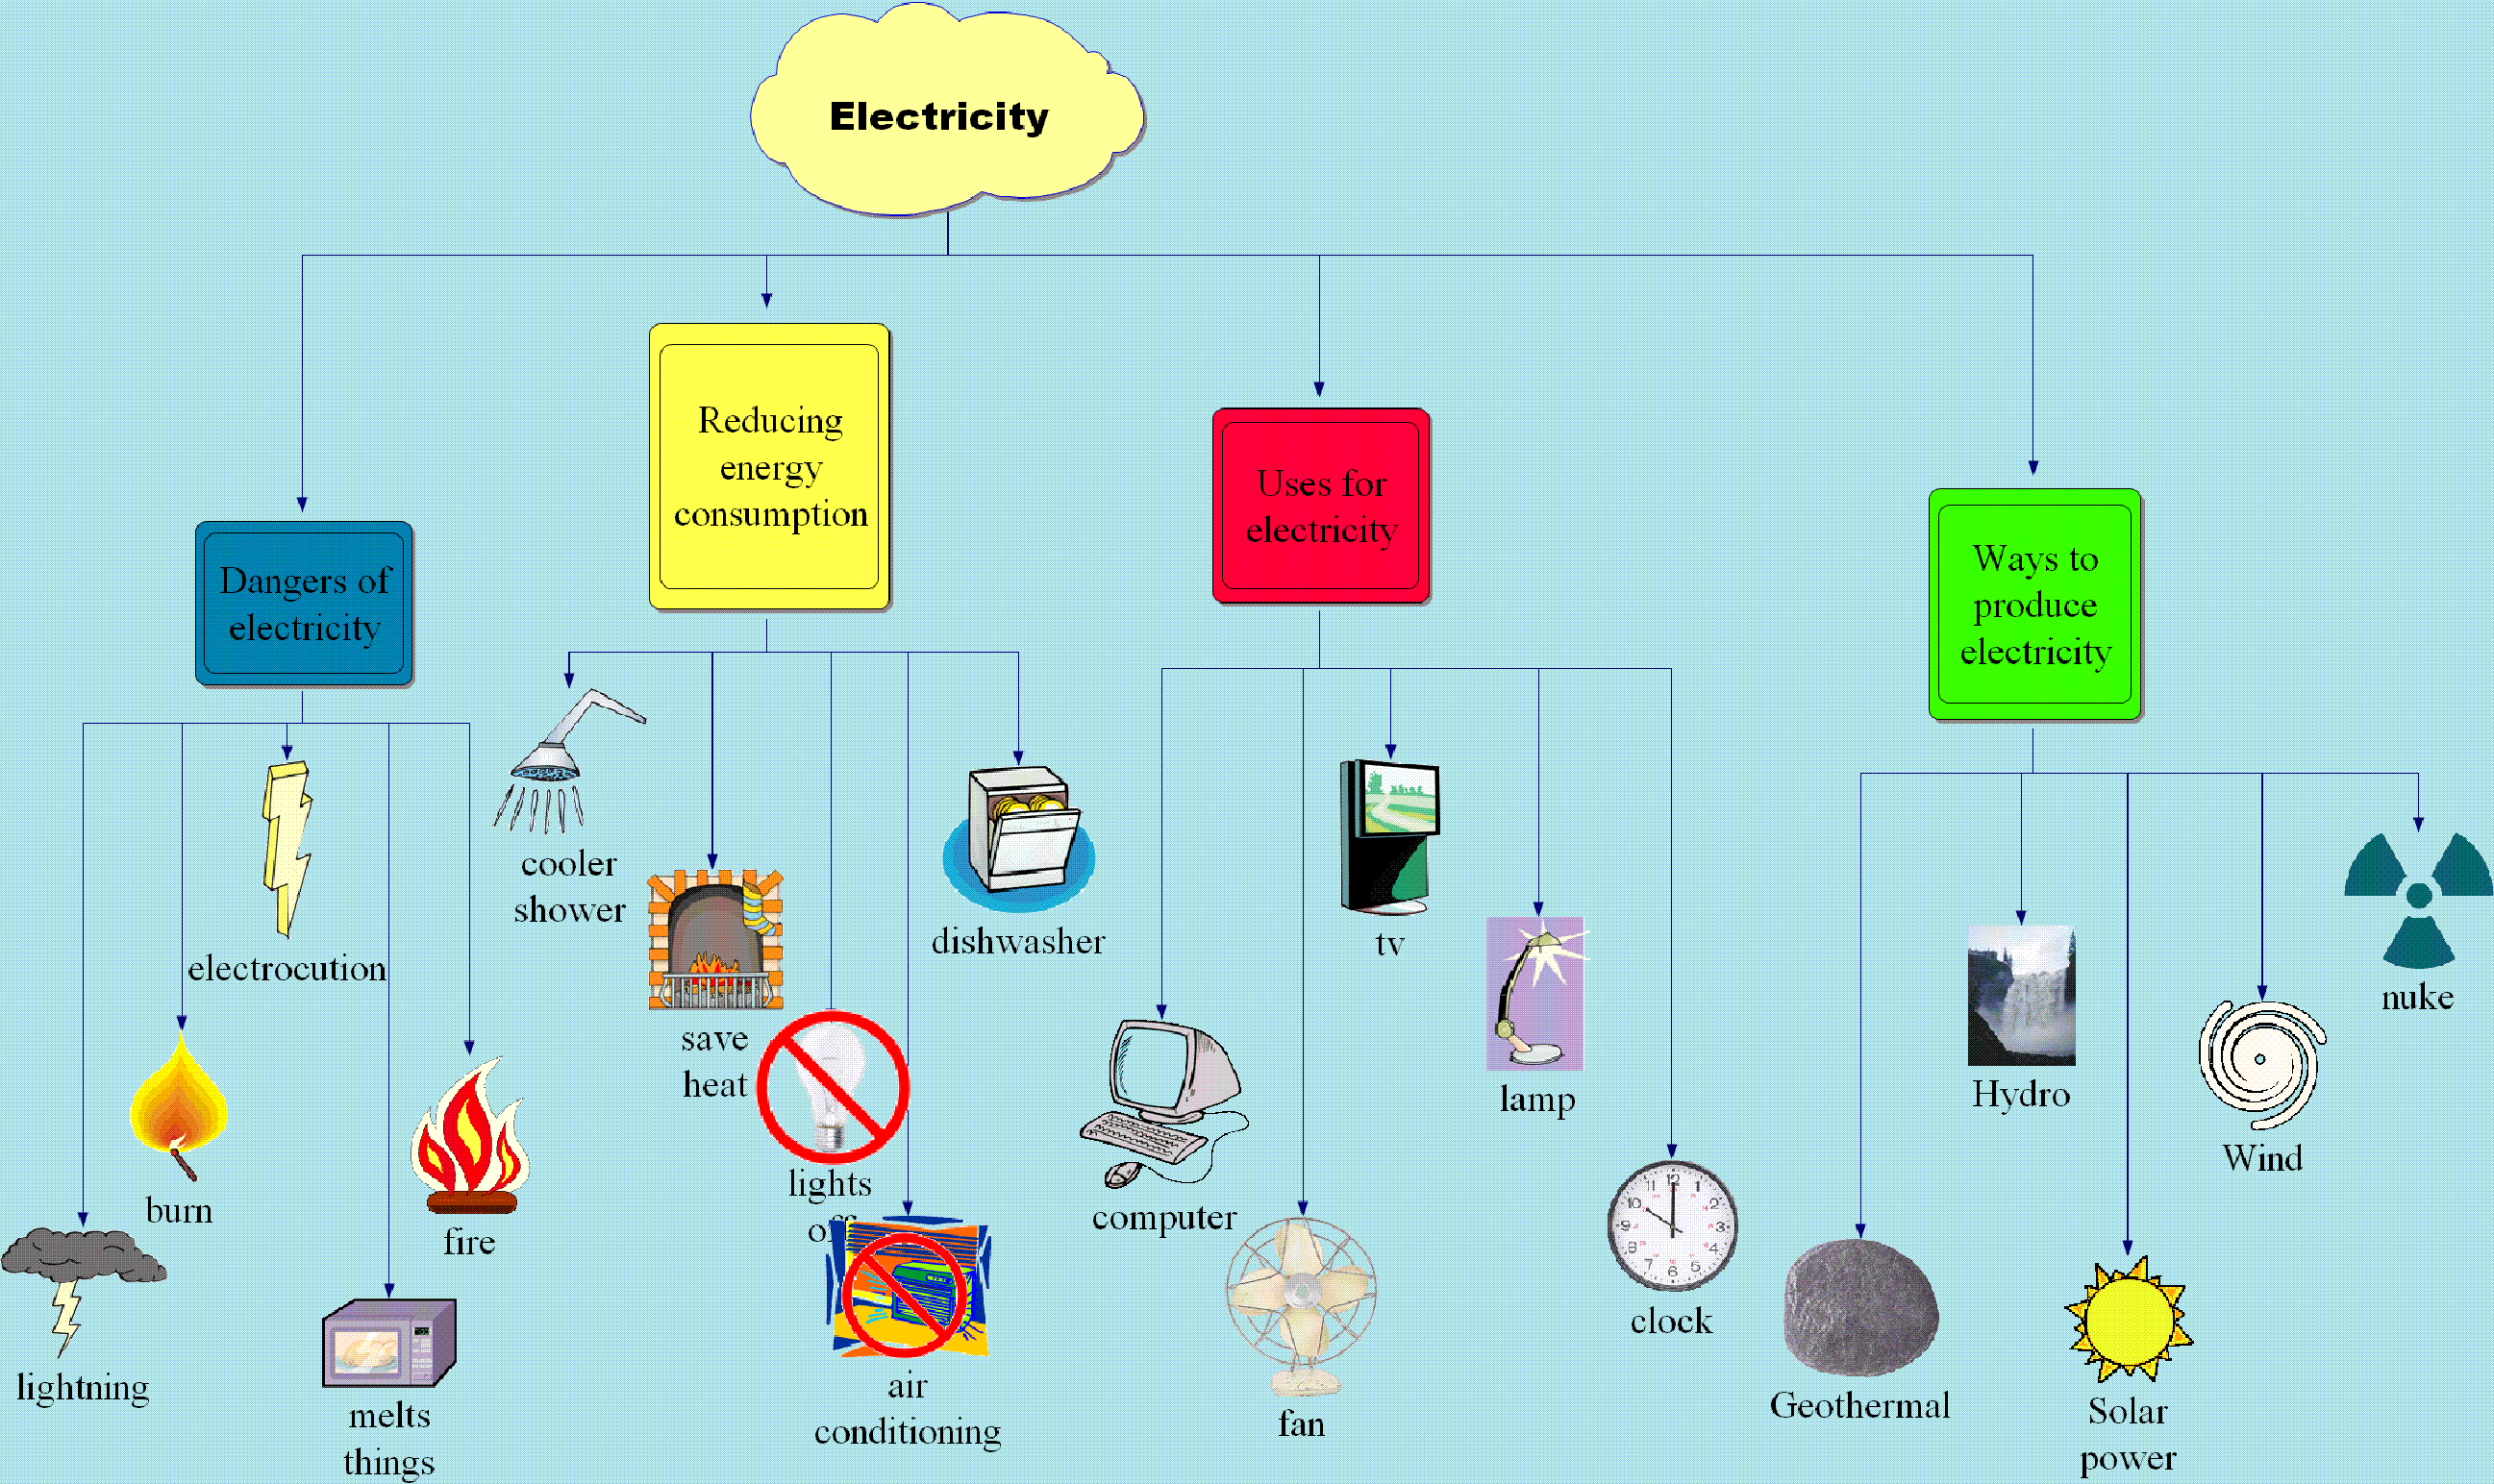 Electricity
Dangers of
electricity
Reducing
energy
consumption
Uses for
electricity
Ways to
produce
electricity
lightning
burn
electrocution
melts
things
fire
cooler
shower
save
heat
lights
off
air
conditioning
dishwasher
computer
fan
tv
lamp
clock
Geothermal
Hydro
Solar
power
Wind
nuke